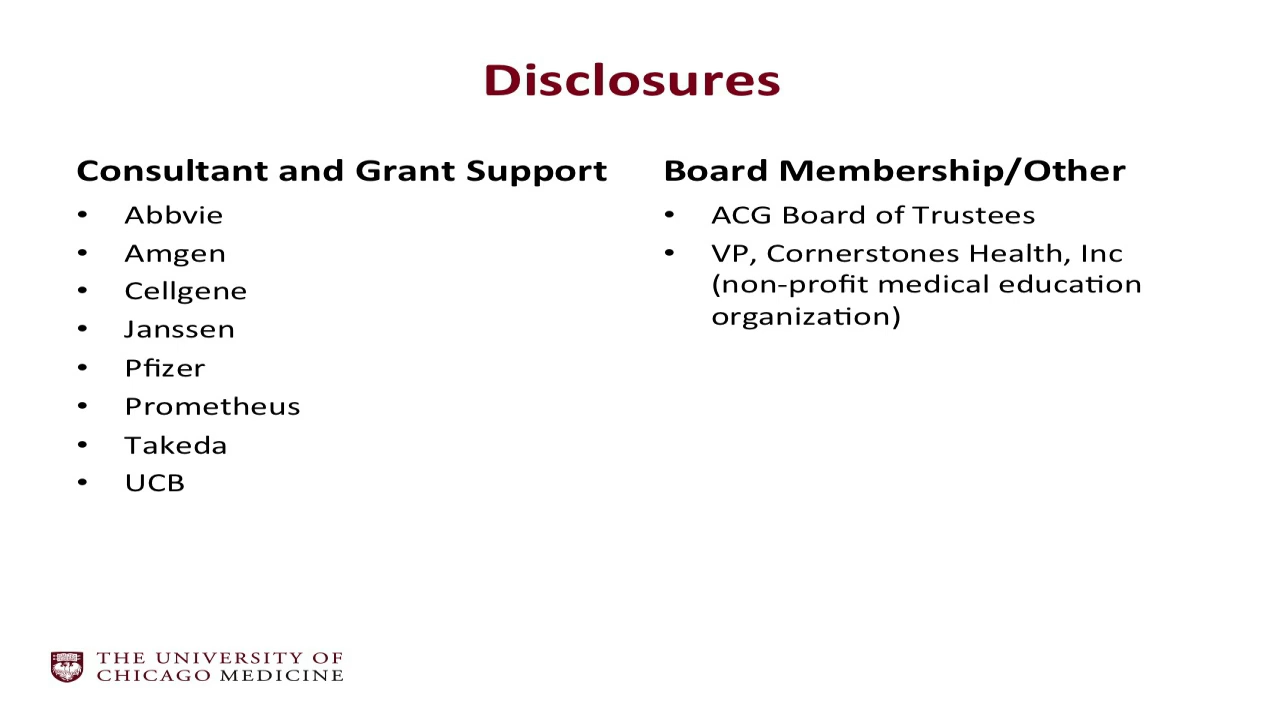 Disclosures
Consultant and Grant Support
• Abbvie
• Amgen
• Cellgene
• Janssen
• Pfizer
• Prometheus
• Takeda
• UCB
Board Membership/Other
• ACG Board of Trustees
• VP, Cornerstones Health, Inc
(non-profit medical education
organization)
THE UNIVERSITY OF
CHICAGO MEDICINE